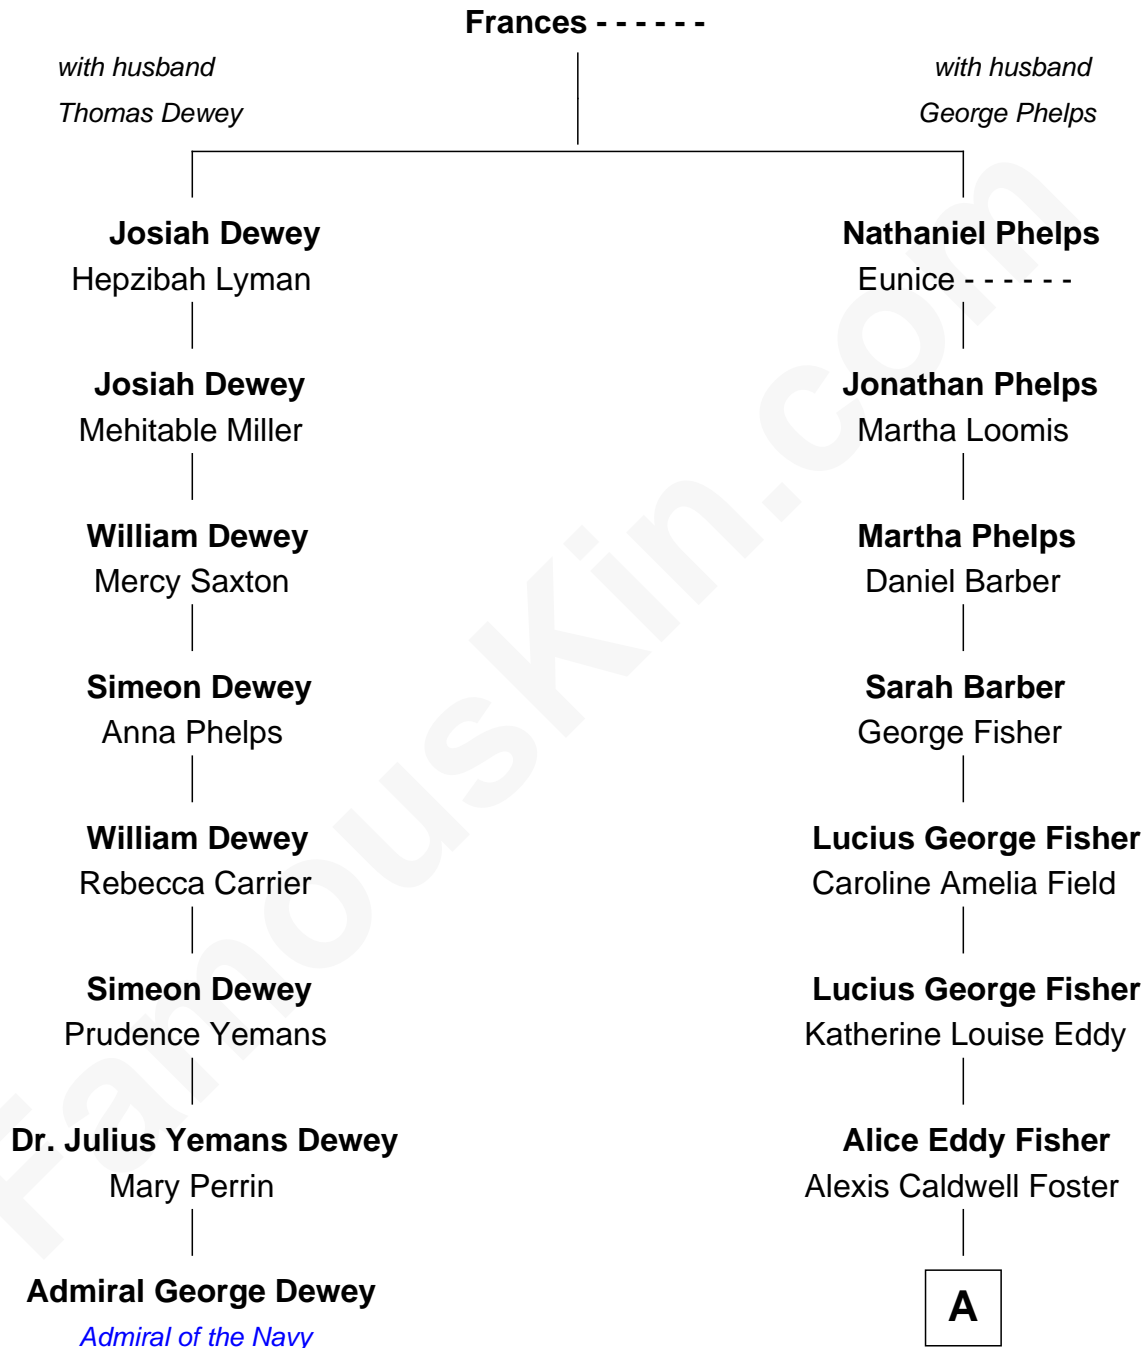 Frances - - - - - -
with husband
Thomas Dewey
with husband
George Phelps
Josiah Dewey
Hepzibah Lyman
Nathaniel Phelps
Eunice - - - - - -
Josiah Dewey
Mehitable Miller
Jonathan Phelps
Martha Loomis
William Dewey
Mercy Saxton
Martha Phelps
Daniel Barber
Simeon Dewey
Anna Phelps
Sarah Barber
George Fisher
William Dewey
Rebecca Carrier
Lucius George Fisher
Caroline Amelia Field
Simeon Dewey
Prudence Yemans
Lucius George Fisher
Katherine Louise Eddy
Dr. Julius Yemans Dewey
Mary Perrin
Alice Eddy Fisher
Alexis Caldwell Foster
Admiral George Dewey
Admiral of the Navy
A
FamousKin.com